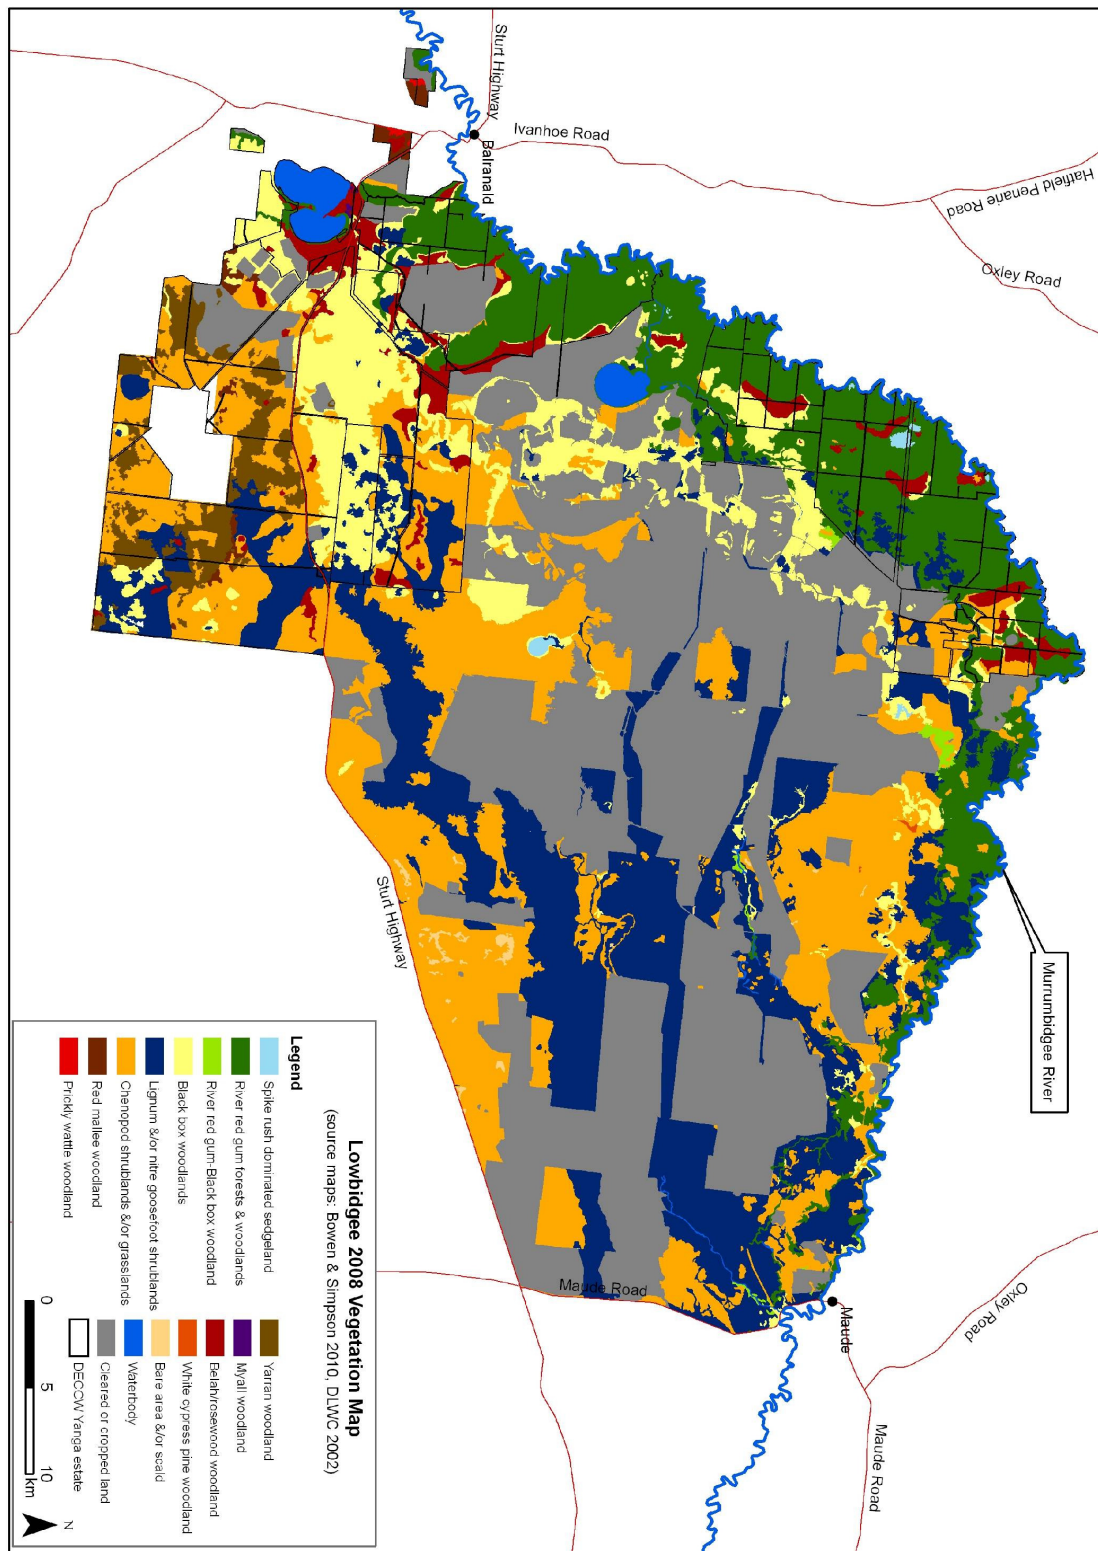 Sturt Highway
Ivanhoe Road
Balranald
Hatfield Penarie Road
Oxley Road
Murrumbidgee River
Sturt Highway
Maude Road
Maude
Oxley Road
Maude Road
Lowbidgee 2008 Vegetation Map
(source maps: Bowen & Simpson 2010, DLWC 2002)
Legend
Spike rush dominated sedgeland
River red gum forests & woodlands
River red gum-Black box woodland
Black box woodlands
Lignum &/or nitre goosefoot shrublands
Chenopod shrublands &/or grasslands
Red mallee woodland
Prickly wattle woodland
Yarran woodland
Myall woodland
Belah/rosewood woodland
White cypress pine woodland
Bare area &/or scald
Waterbody
Cleared or cropped land
DECCW Yanga estate
0 5 10
km
N